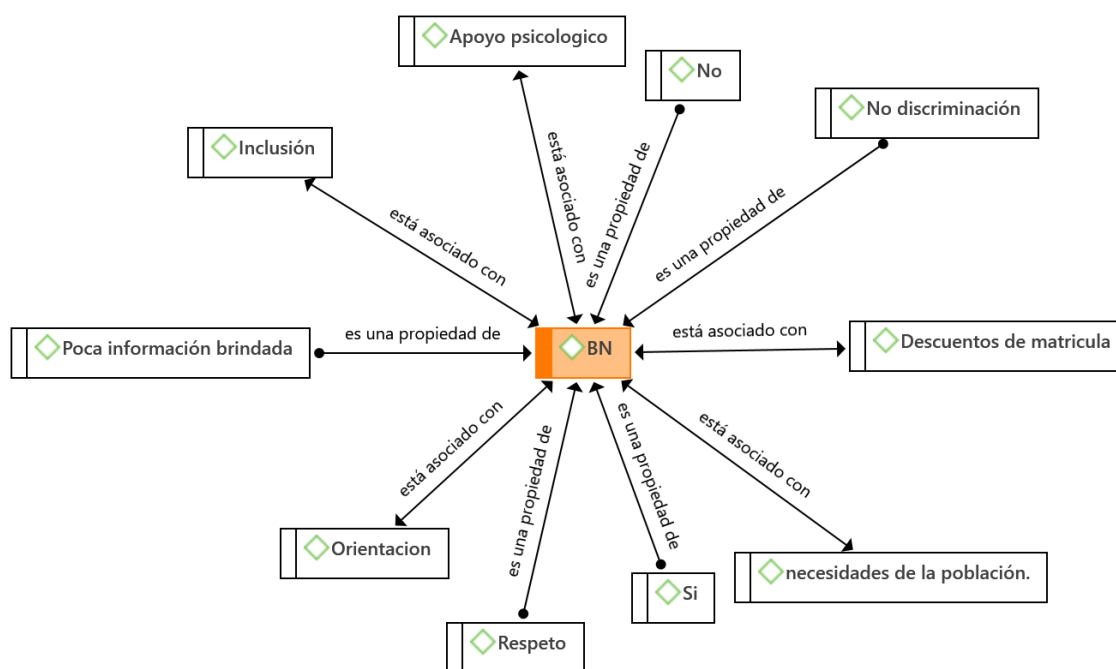 Apoyo psicologico
No
No discriminación
Inclusión
está asociado con
es una propiedad de
es una propiedad de
está asociado con
es una propiedad de
está asociado con
Poca información brindada
BN
Descuentos de matricula
está asociado con
es una propiedad de
es una propiedad de
está asociado con
Orientacion
necesidades de la población.
Si
Respeto